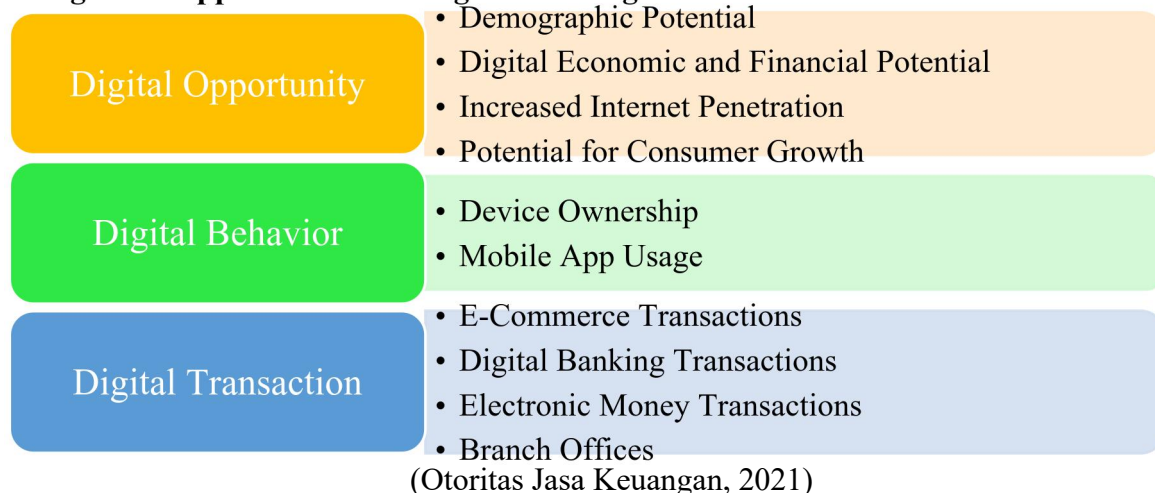 Digital Opportunity
• Demographic Potential
• Digital Economic and Financial Potential
• Increased Internet Penetration
• Potential for Consumer Growth
Digital Behavior
• Device Ownership
• Mobile App Usage
Digital Transaction
• E-Commerce Transactions
• Digital Banking Transactions
• Electronic Money Transactions
• Branch Offices
(Otoritas Jasa Keuangan, 2021)